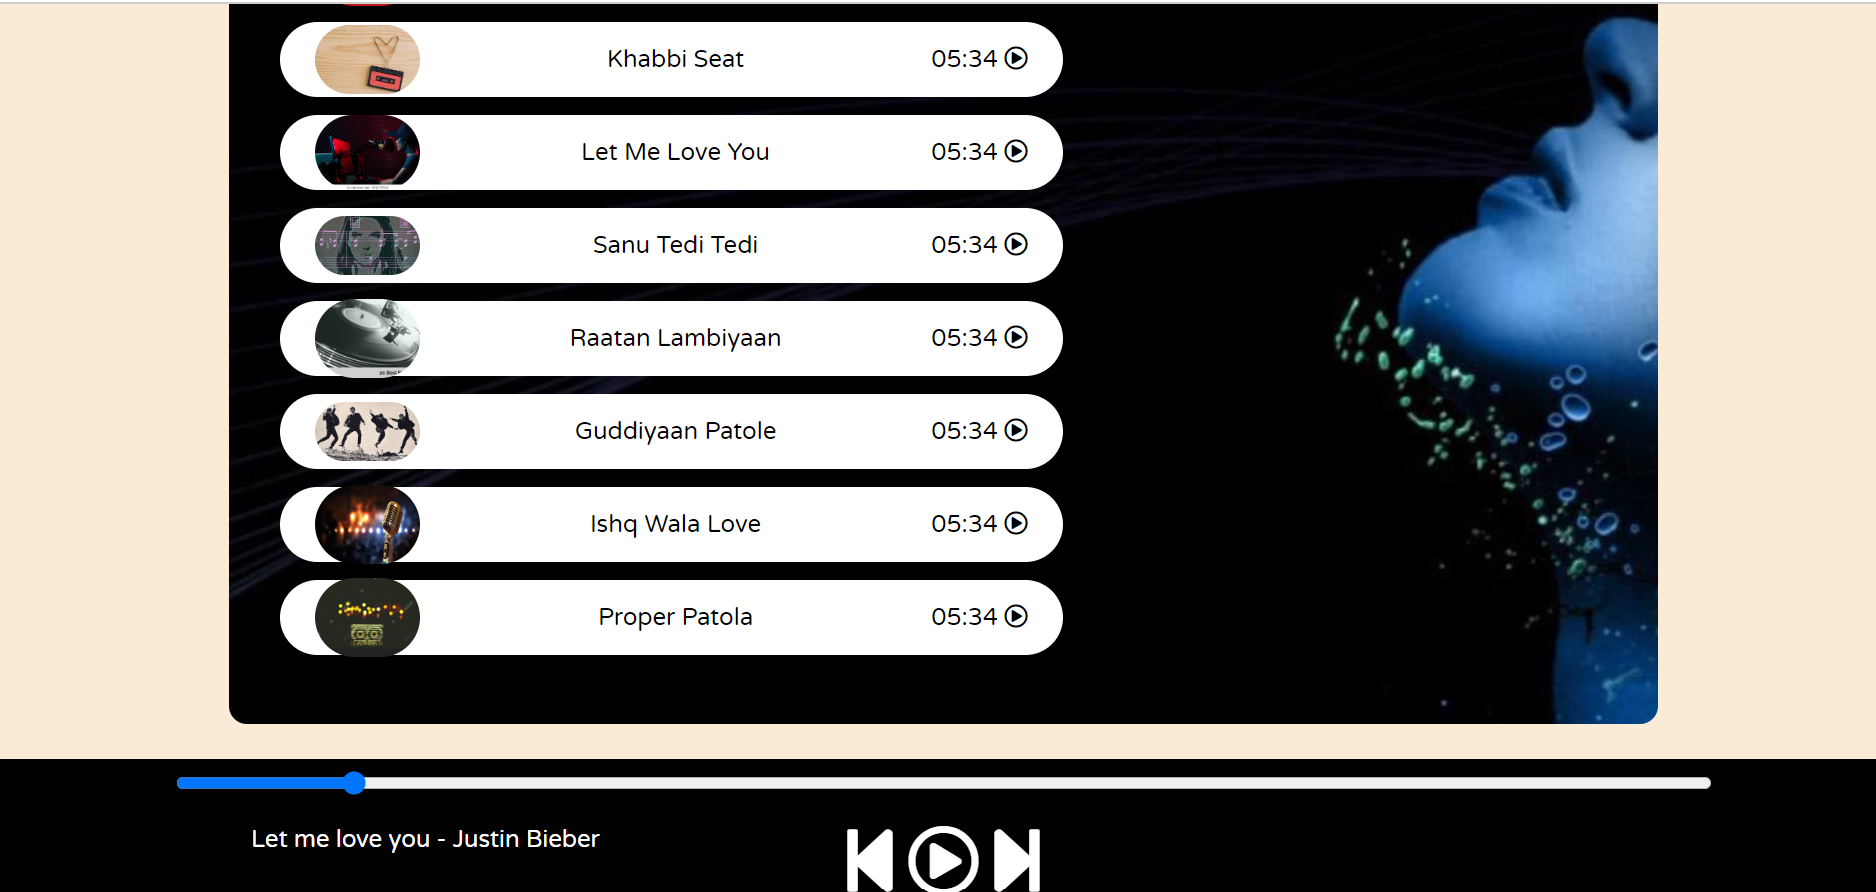 Khabbi Seat 05:34
Let Me Love You 05:34
Sanu Tedi Tedi 05:34
Raatan Lambiyaan 05:34
Guddiyaan Patole 05:34
Ishq Wala Love 05:34
Proper Patola 05:34
Let me love you - Justin Bieber